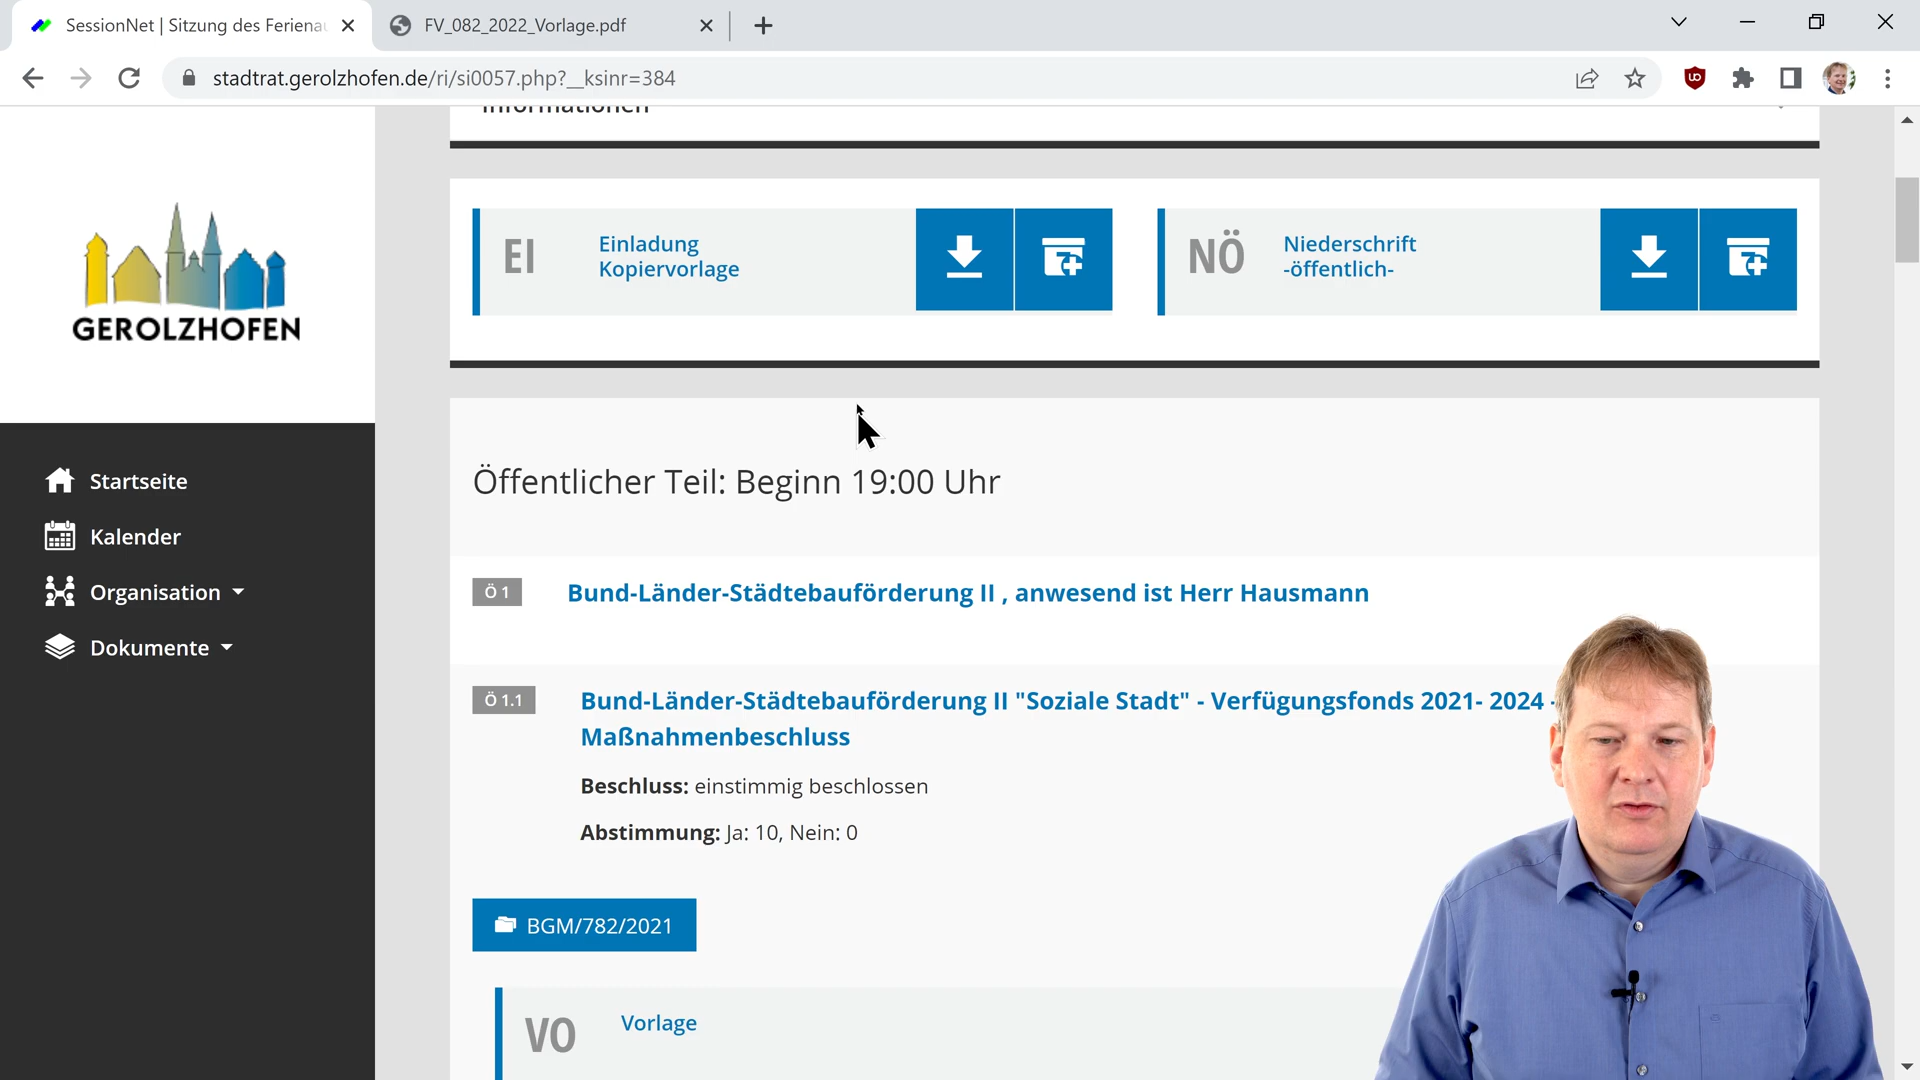 SessionNet | Sitzung des Ferienau
FV_082_2022_Vorlage.pdf
stadtrat.gerolzhofen.de/ri/si0057.php?__ksinr=384
Informationen
GEROLZHOFEN
Startseite
Kalender
Organisation
Dokumente
EI
Einladung
Kopiervorlage
NÖ
Niederschrift
-öffentlich-
Öffentlicher Teil: Beginn 19:00 Uhr
Ö 1
Bund-Länder-Städtebauförderung II , anwesend ist Herr Hausmann
Ö 1.1
Bund-Länder-Städtebauförderung II "Soziale Stadt" - Verfügungsfonds 2021- 2024 -
Maßnahmenbeschluss
Beschluss: einstimmig beschlossen
Abstimmung: Ja: 10, Nein: 0
BGM/782/2021
VO
Vorlage